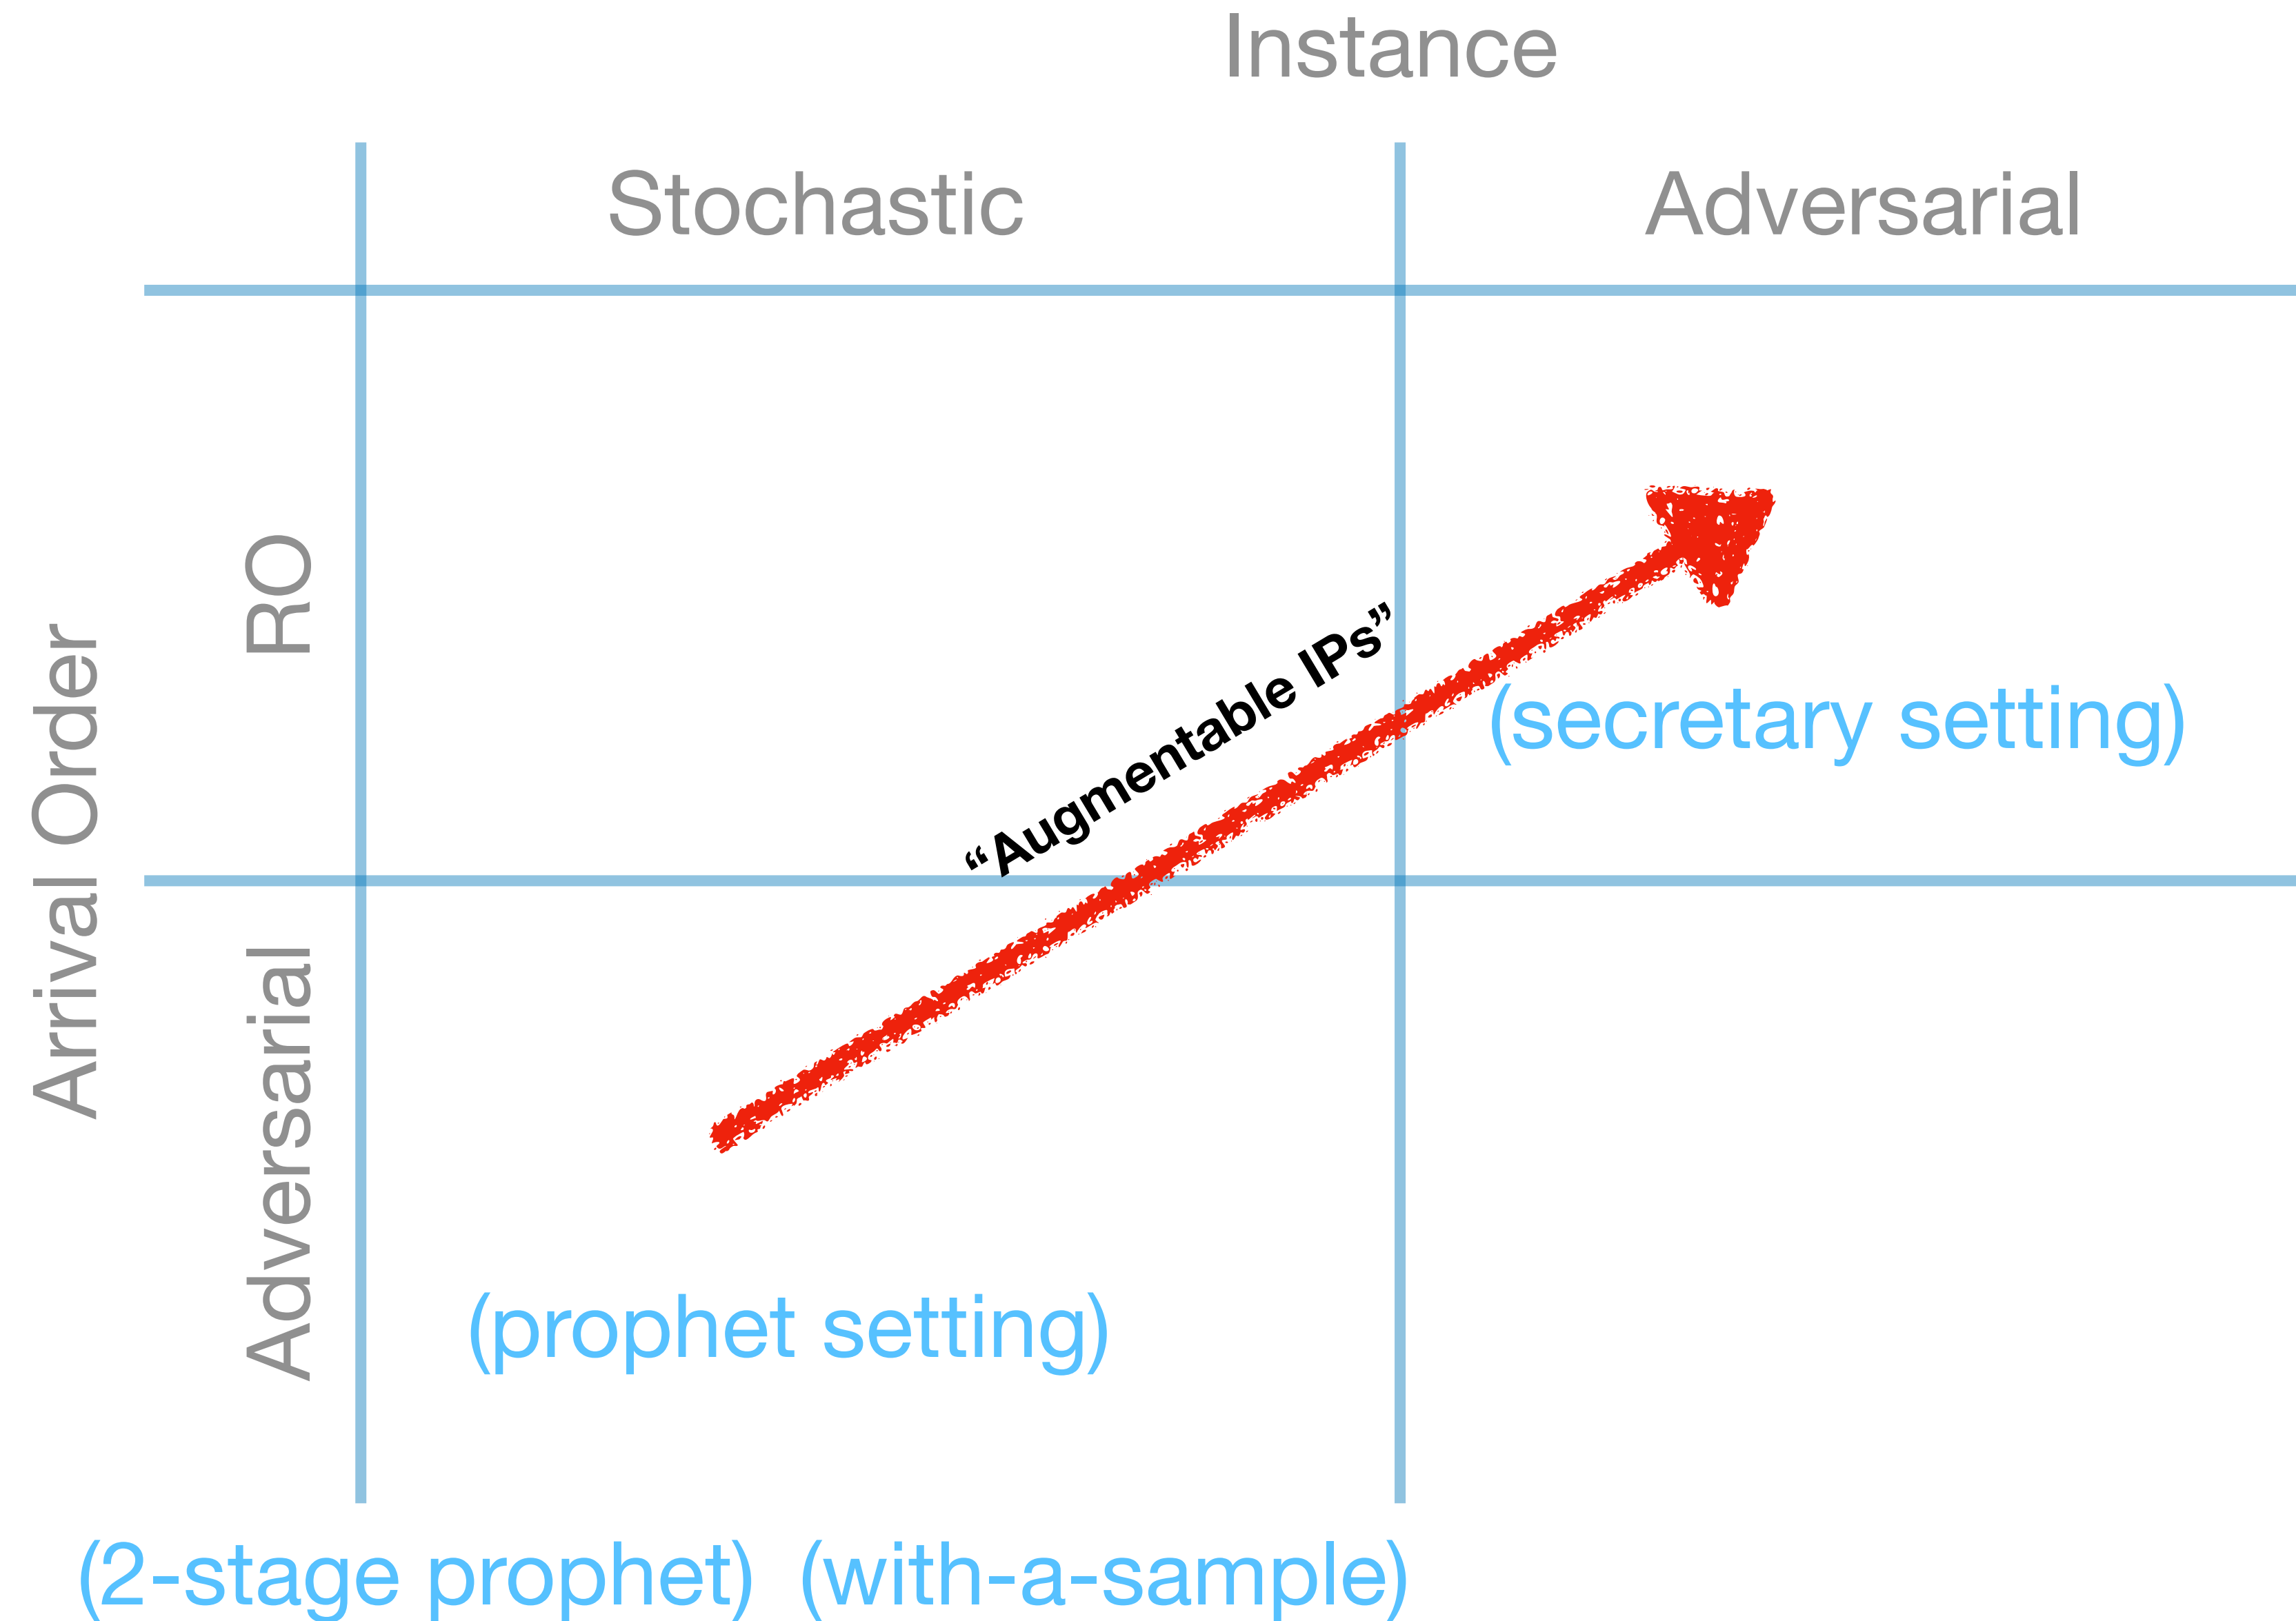 Instance
Stochastic
Adversarial
Arrival Order
RO
“Augmentable IPs”
(secretary setting)
Adversarial
(prophet setting)
(2-stage prophet) (with-a-sample)